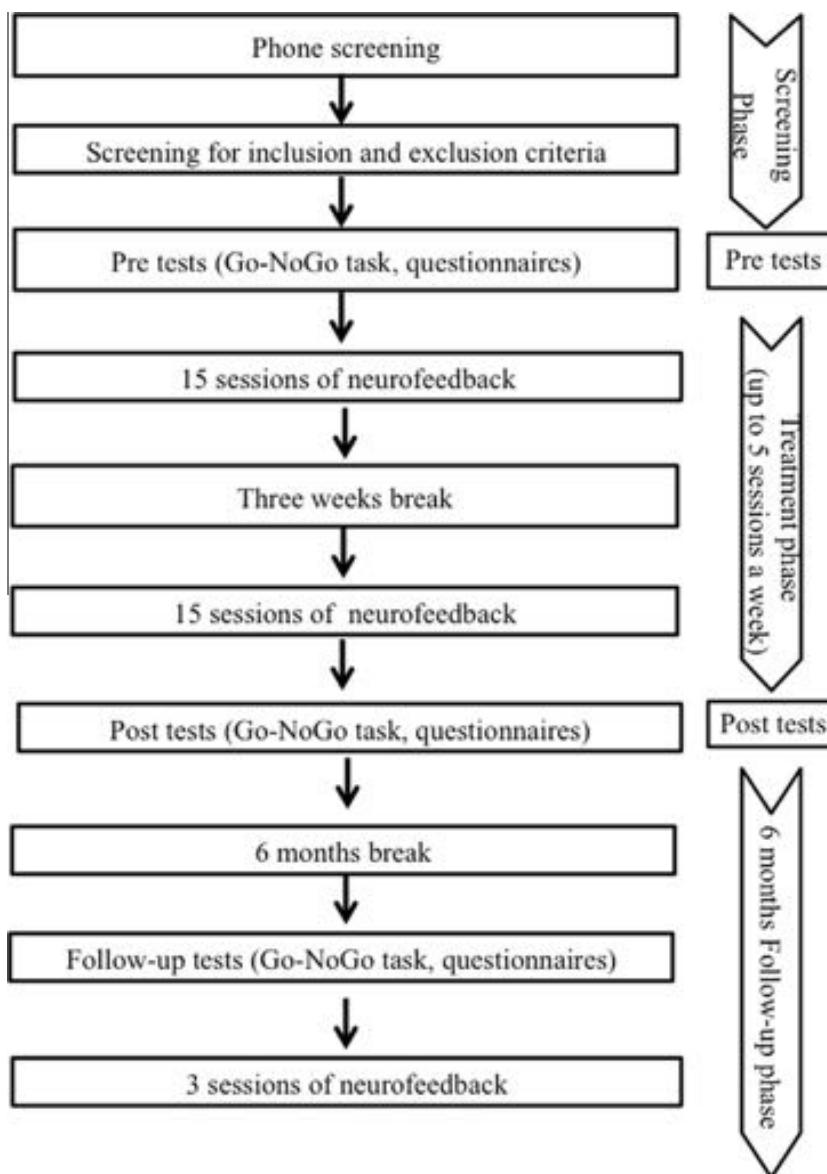 Phone screening
Screening for inclusion and exclusion criteria
Pre tests (Go-NoGo task, questionnaires)
15 sessions of neurofeedback
Three weeks break
15 sessions of neurofeedback
Post tests (Go-NoGo task, questionnaires)
6 months break
Follow-up tests (Go-NoGo task, questionnaires)
3 sessions of neurofeedback
Screening
Phase
Pre tests
Treatment phase
(up to 5 sessions a week)
Post tests
6 months Follow-up phase